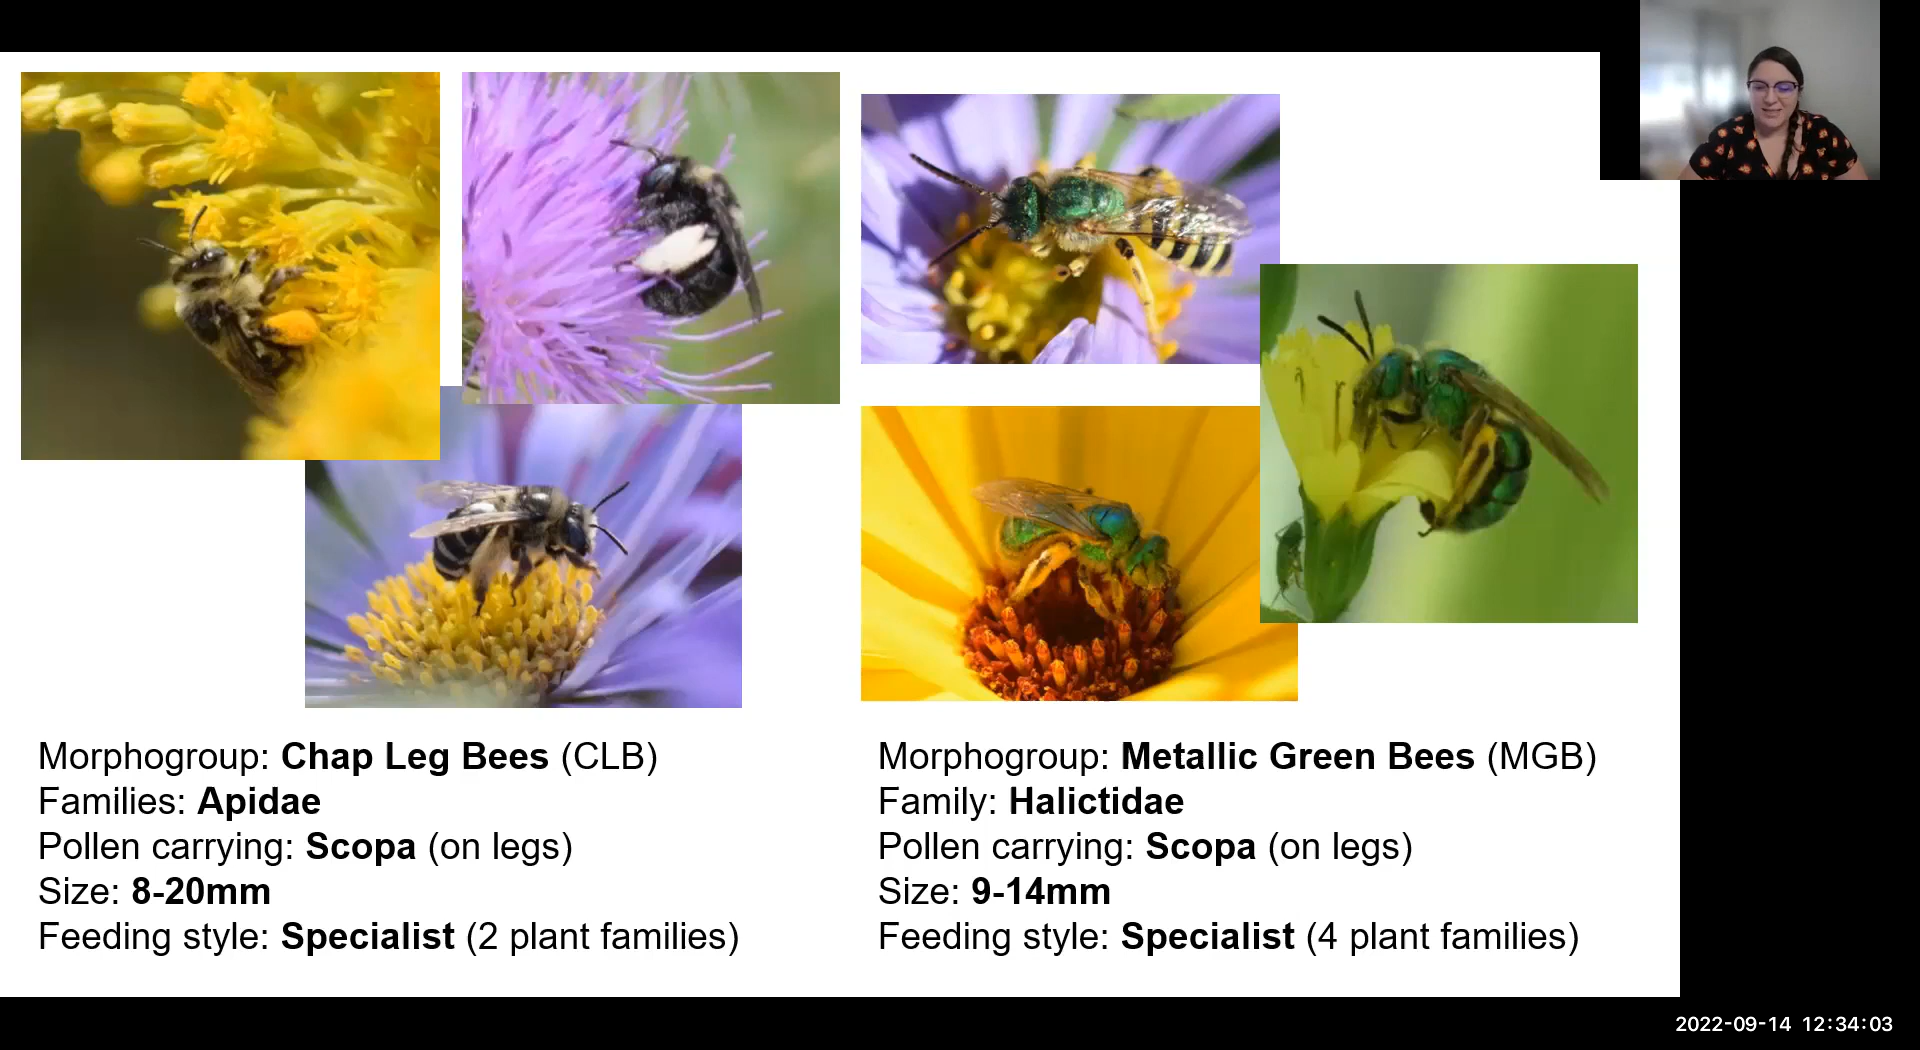 Morphogroup: Chap Leg Bees (CLB)
Families: Apidae
Pollen carrying: Scopa (on legs)
Size: 8-20mm
Feeding style: Specialist (2 plant families)
Morphogroup: Metallic Green Bees (MGB)
Family: Halictidae
Pollen carrying: Scopa (on legs)
Size: 9-14mm
Feeding style: Specialist (4 plant families)
2022-09-14 12:34:03